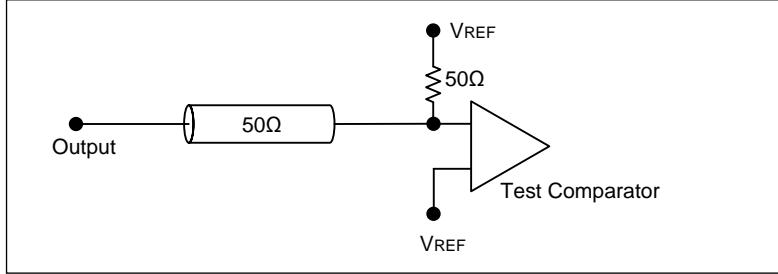 VREF
50Ω
50Ω
Output
Test Comparator
VREF